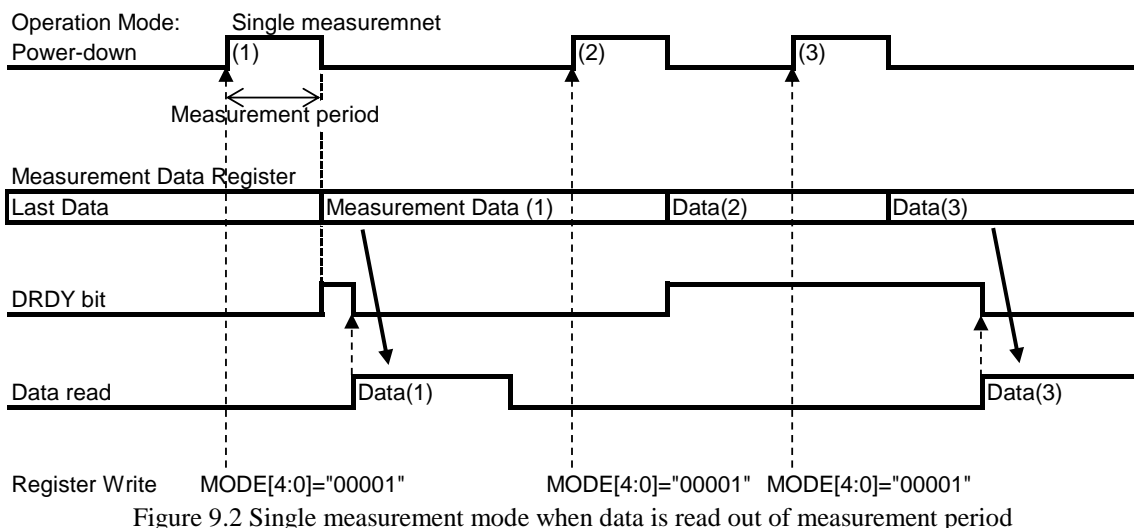 Operation Mode: Single measuremnet
Power-down (1) (2) (3)
Measurement period
Measurement Data Register
Last Data Measurement Data (1) Data(2) Data(3)
DRDY bit
Data read Data(1) Data(3)
Register Write MODE[4:0]="00001" MODE[4:0]="00001" MODE[4:0]="00001"
Figure 9.2 Single measurement mode when data is read out of measurement period